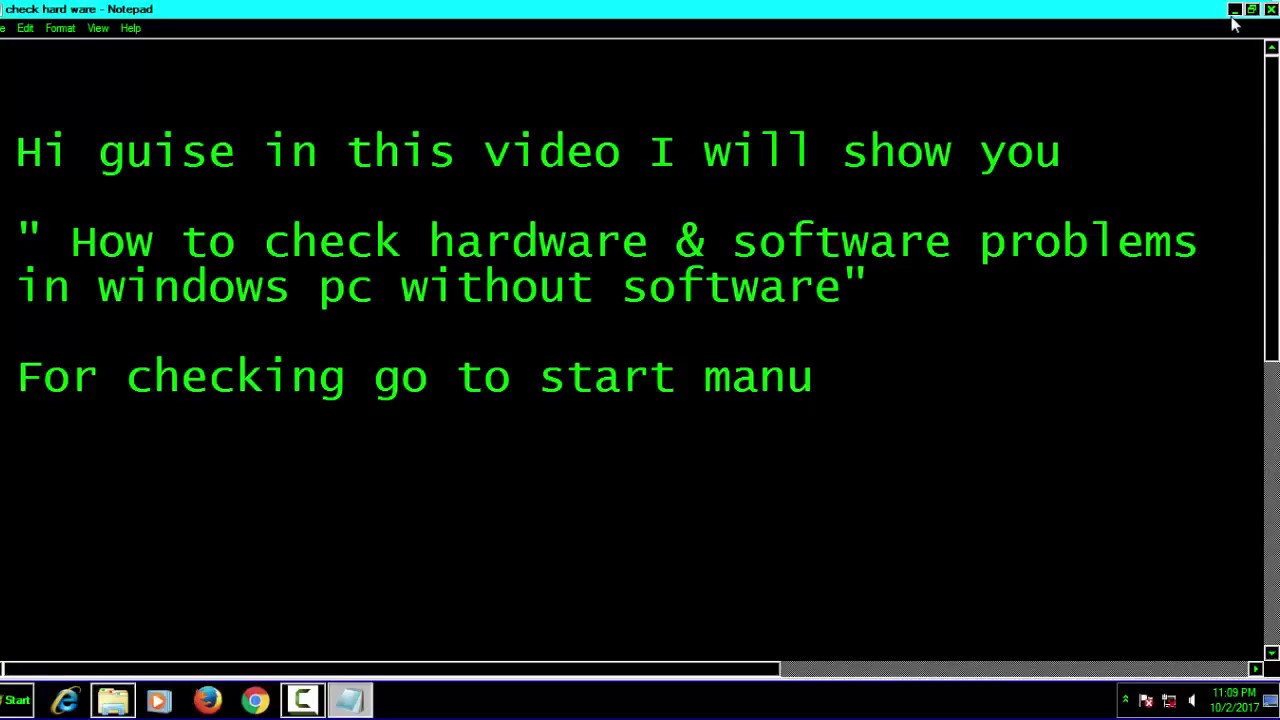 check hard ware - Notepad
Edit Format View Help
Hi guise in this video I will show you
" How to check hardware & software problems
in windows pc without software"
For checking go to start manu
Start
11:09 PM
10/2/2017